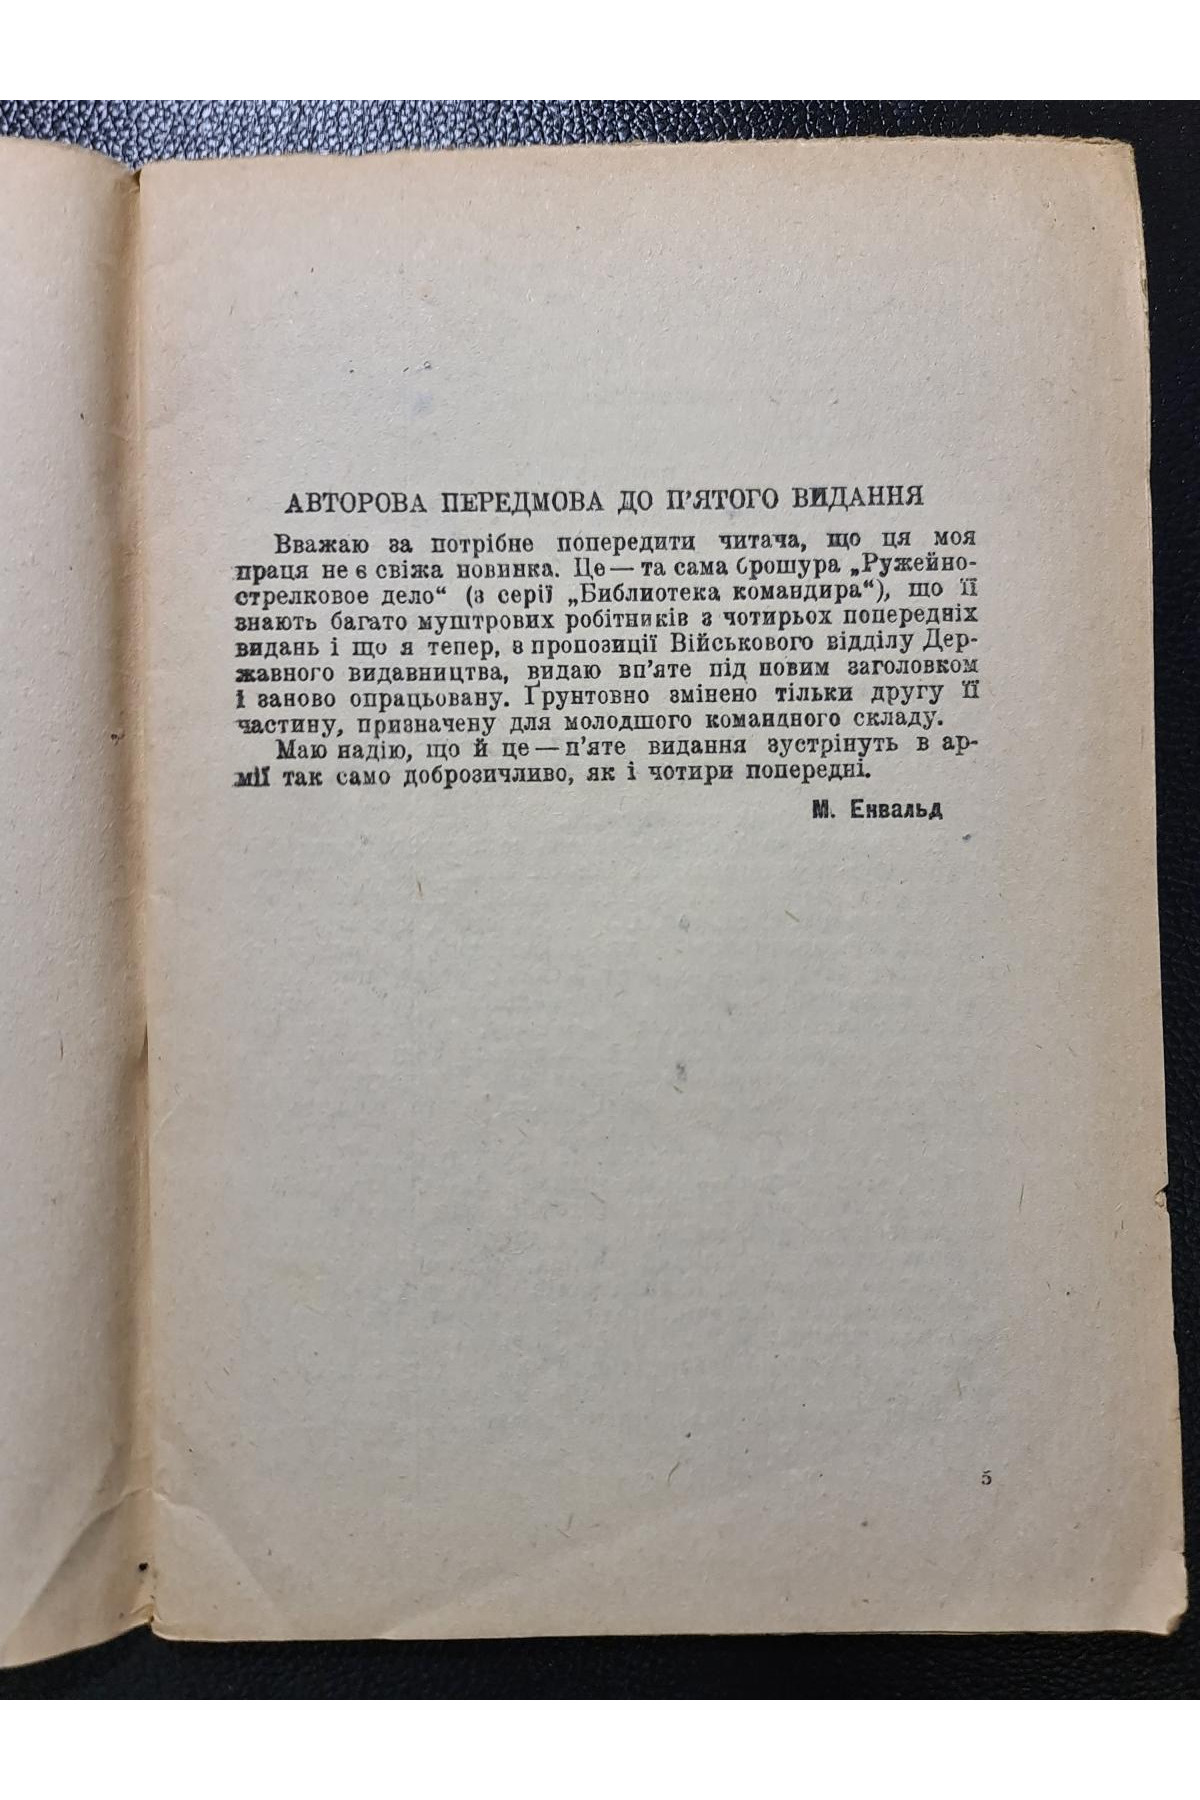 АВТОРОВА ПЕРЕДМОВА ДО П'ЯТОГО ВИДАННЯ
Вважаю за потрібне попередити читача, що ця моя
праця не є свіжа новинка. Це — та сама брошура „Ружейно-
стрелковое дело“ (з серії „Библиотека командира“), що її
знають багато муштрових робітників з чотирьох попередніх
видань і що я тепер, з пропозиції Військового відділу Дер-
жавного видавництва, видаю вп'яте під новим заголовком
і заново опрацьовану. Ґрунтовно змінено тільки другу її
частину, призначену для молодшого командного складу.
Маю надію, що й це — п'яте видання зустрінуть в ар-
мії так само доброзичливо, як і чотири попередні.
М. Енвальд
5